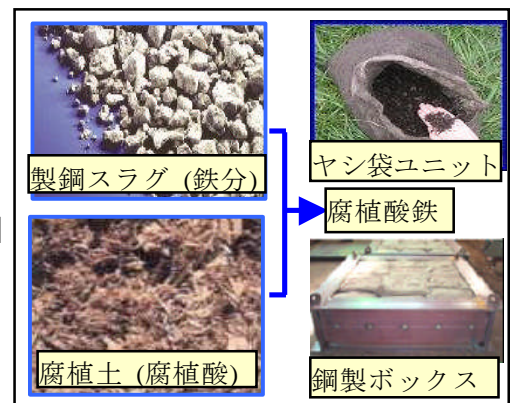 製鋼スラグ (鉄分)
ヤシ袋ユニット
腐植酸鉄
腐植土 (腐植酸)
鋼製ボックス